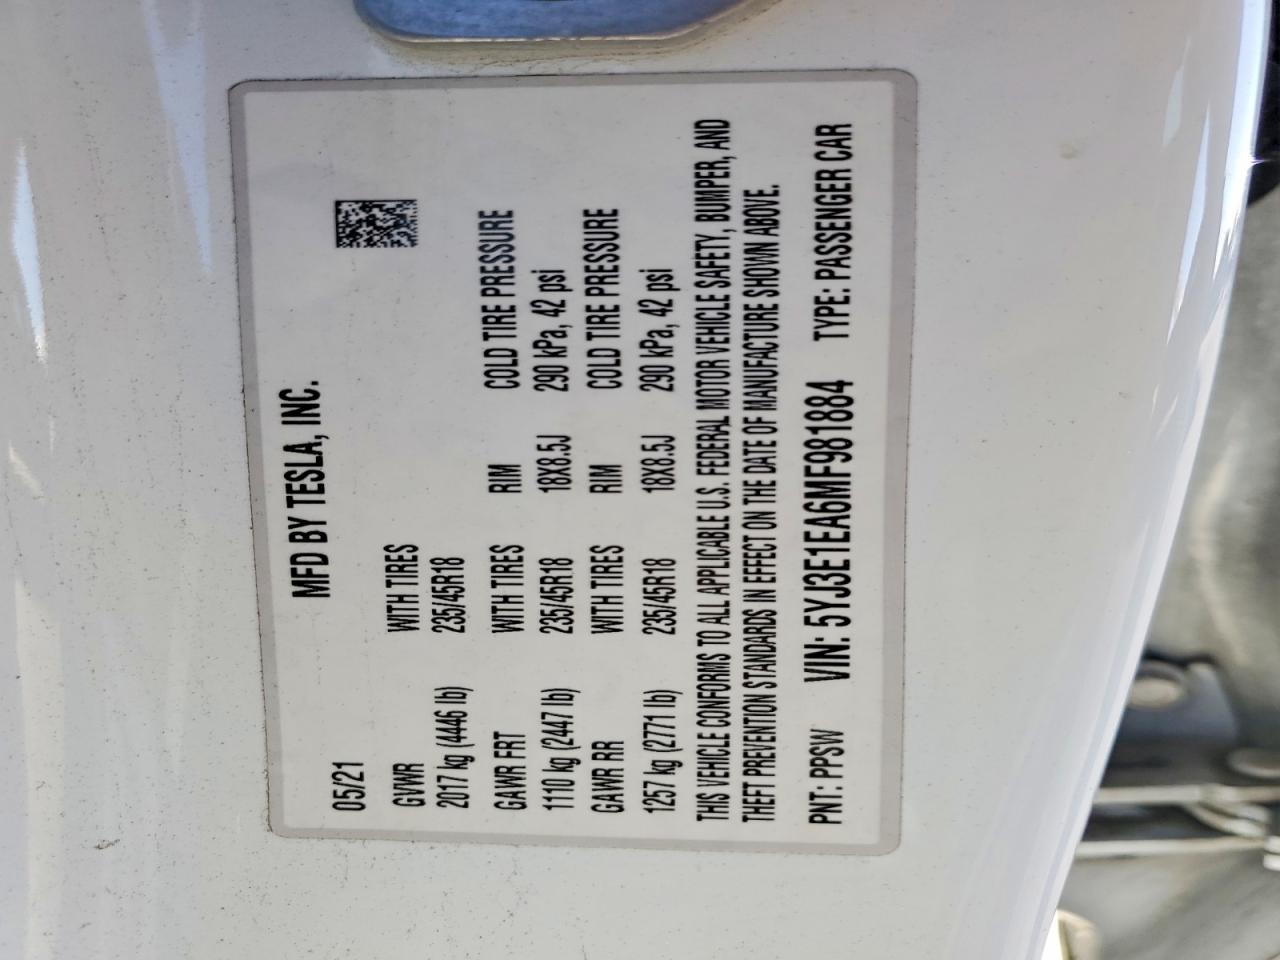 MFD BY TESLA, INC.
05/21
GVWR WITH TIRES
2017 kg (4446 lb) 235/45R18
GAWR FRT WITH TIRES RIM COLD TIRE PRESSURE
1110 kg (2447 lb) 235/45R18 18X8.5J 290 kPa, 42 psi
GAWR RR WITH TIRES RIM COLD TIRE PRESSURE
1257 kg (2771 lb) 235/45R18 18X8.5J 290 kPa, 42 psi
THIS VEHICLE CONFORMS TO ALL APPLICABLE U.S. FEDERAL MOTOR VEHICLE SAFETY, BUMPER, AND
THEFT PREVENTION STANDARDS IN EFFECT ON THE DATE OF MANUFACTURE SHOWN ABOVE.
PNT: PPSW VIN: 5YJ3E1EA6MF981884 TYPE: PASSENGER CAR